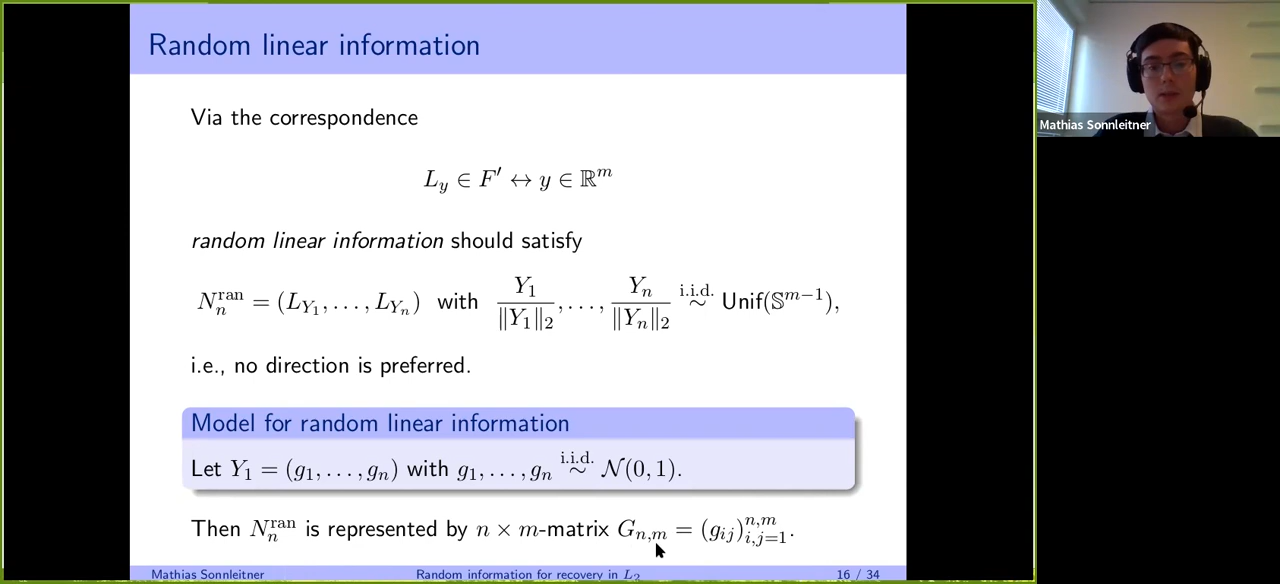 Random linear information
Via the correspondence
L_y ∈ F′ ↔ y ∈ ℝ^m
random linear information should satisfy
N_n^ran = (L_{Y_1}, . . . , L_{Y_n}) with Y_1/‖Y_1‖_2, . . . , Y_n/‖Y_n‖_2 i.i.d. ∼ Unif(𝕊^{m−1}),
i.e., no direction is preferred.
Model for random linear information
Let Y_1 = (g_1, . . . , g_n) with g_1, . . . , g_n i.i.d. ∼ 𝒩(0, 1).
Then N_n^ran is represented by n × m-matrix G_{n,m} = (g_{ij})_{i,j=1}^{n,m}.
Mathias Sonnleitner Random information for recovery in L_2 16 / 34
Mathias Sonnleitner